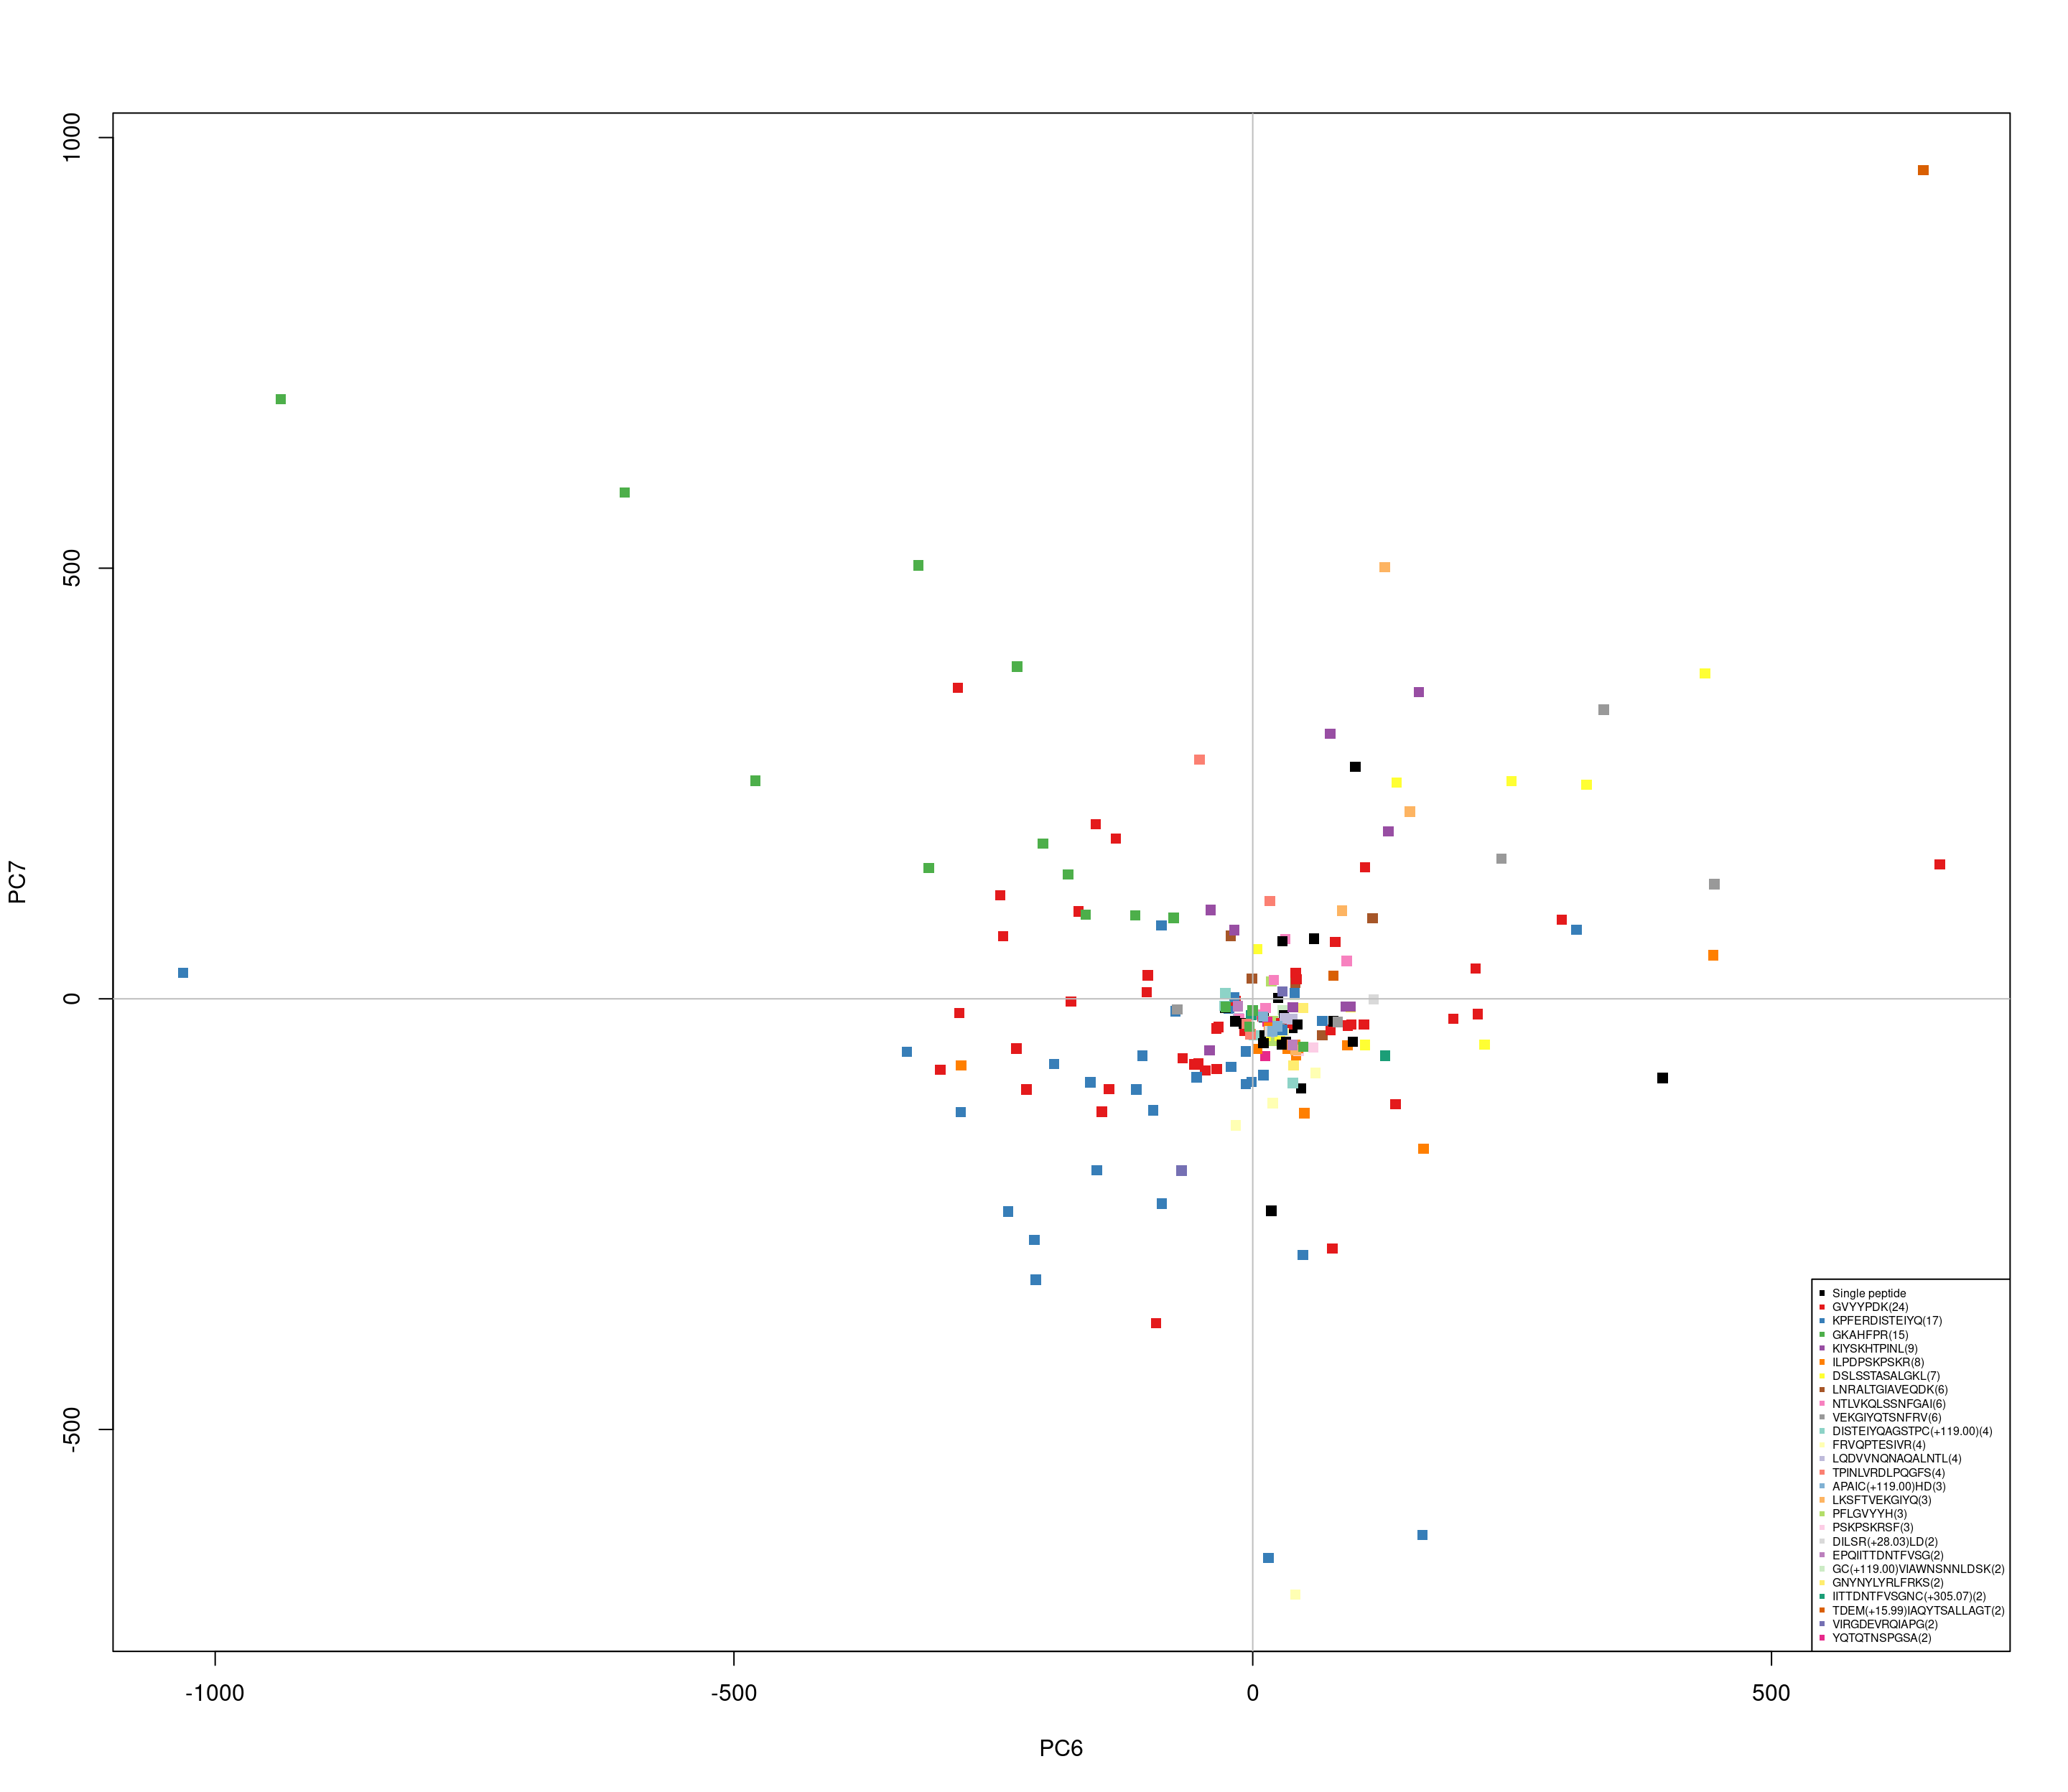 1000
500
0
-500
PC7
-1000
-500
0
500
PC6
Single peptide
GVYYPDK(24)
KPFERDISTEIYQ(17)
GKAHFPR(15)
KIYSKHTPINL(9)
ILPDPSKPSKR(8)
DSLSSTASALGKL(7)
LNRALTGIAVEQDK(6)
NTLVKQLSSNFGAI(6)
VEKGIYQTSNFRV(6)
DISTEIYQAGSTPC(+119.00)(4)
FRVQPTESIVR(4)
LQDVVNQNAQALNTL(4)
TPINLVRDLPQGFS(4)
APAIC(+119.00)HD(3)
LKSFTVEKGIYQ(3)
PFLGVYYH(3)
PSKPSKRSF(3)
DILSR(+28.03)LD(2)
EPQIITTDNTFVSG(2)
GC(+119.00)VIAWNSNNLDSK(2)
GNYNYLYRLFRKS(2)
IITTDNTFVSGNC(+305.07)(2)
TDEM(+15.99)IAQYTSALLAGT(2)
VIRGDEVRQIAPG(2)
YQTQTNSPGSA(2)